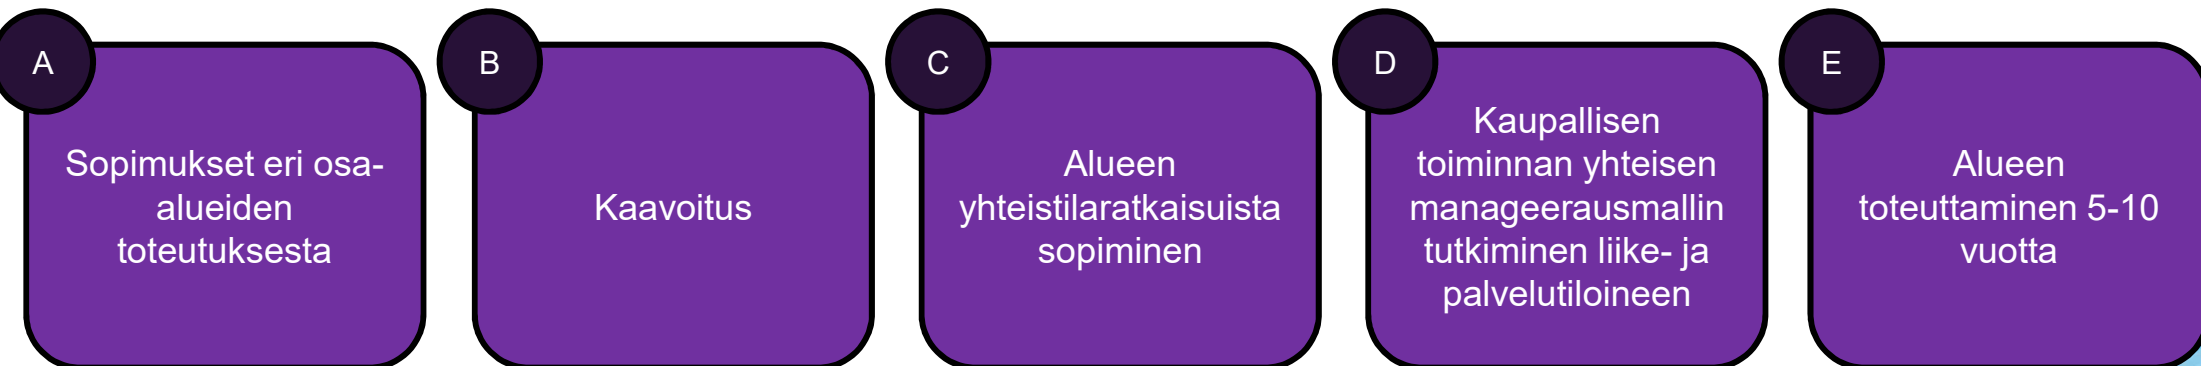 A
Sopimukset eri osa-
alueiden
toteutuksesta
B
Kaavoitus
C
Alueen
yhteistilaratkaisuista
sopiminen
D
Kaupallisen
toiminnan yhteisen
manageerausmallin
tutkiminen liike- ja
palvelutiloineen
E
Alueen
toteuttaminen 5-10
vuotta